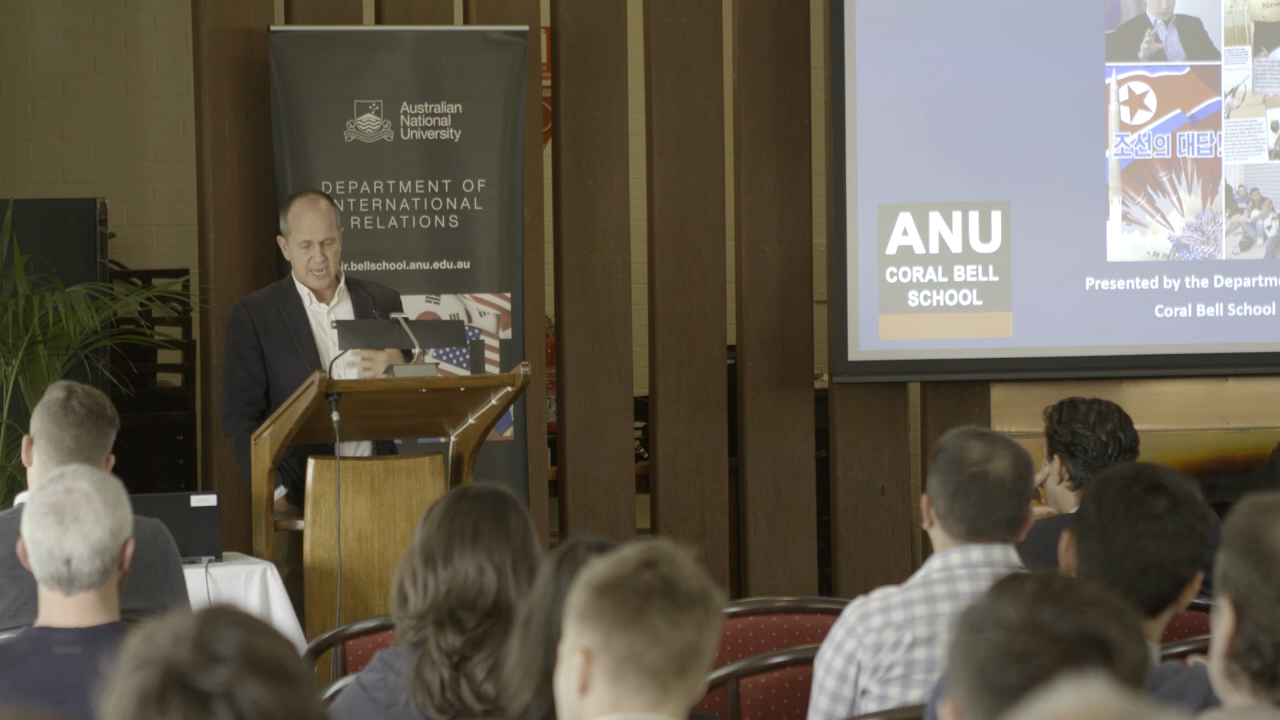 Australian
National
University
DEPARTMENT OF
INTERNATIONAL
RELATIONS
ir.bellschool.anu.edu.au
조선의 대답!
ANU
CORAL BELL
SCHOOL
Presented by the Departme
Coral Bell School